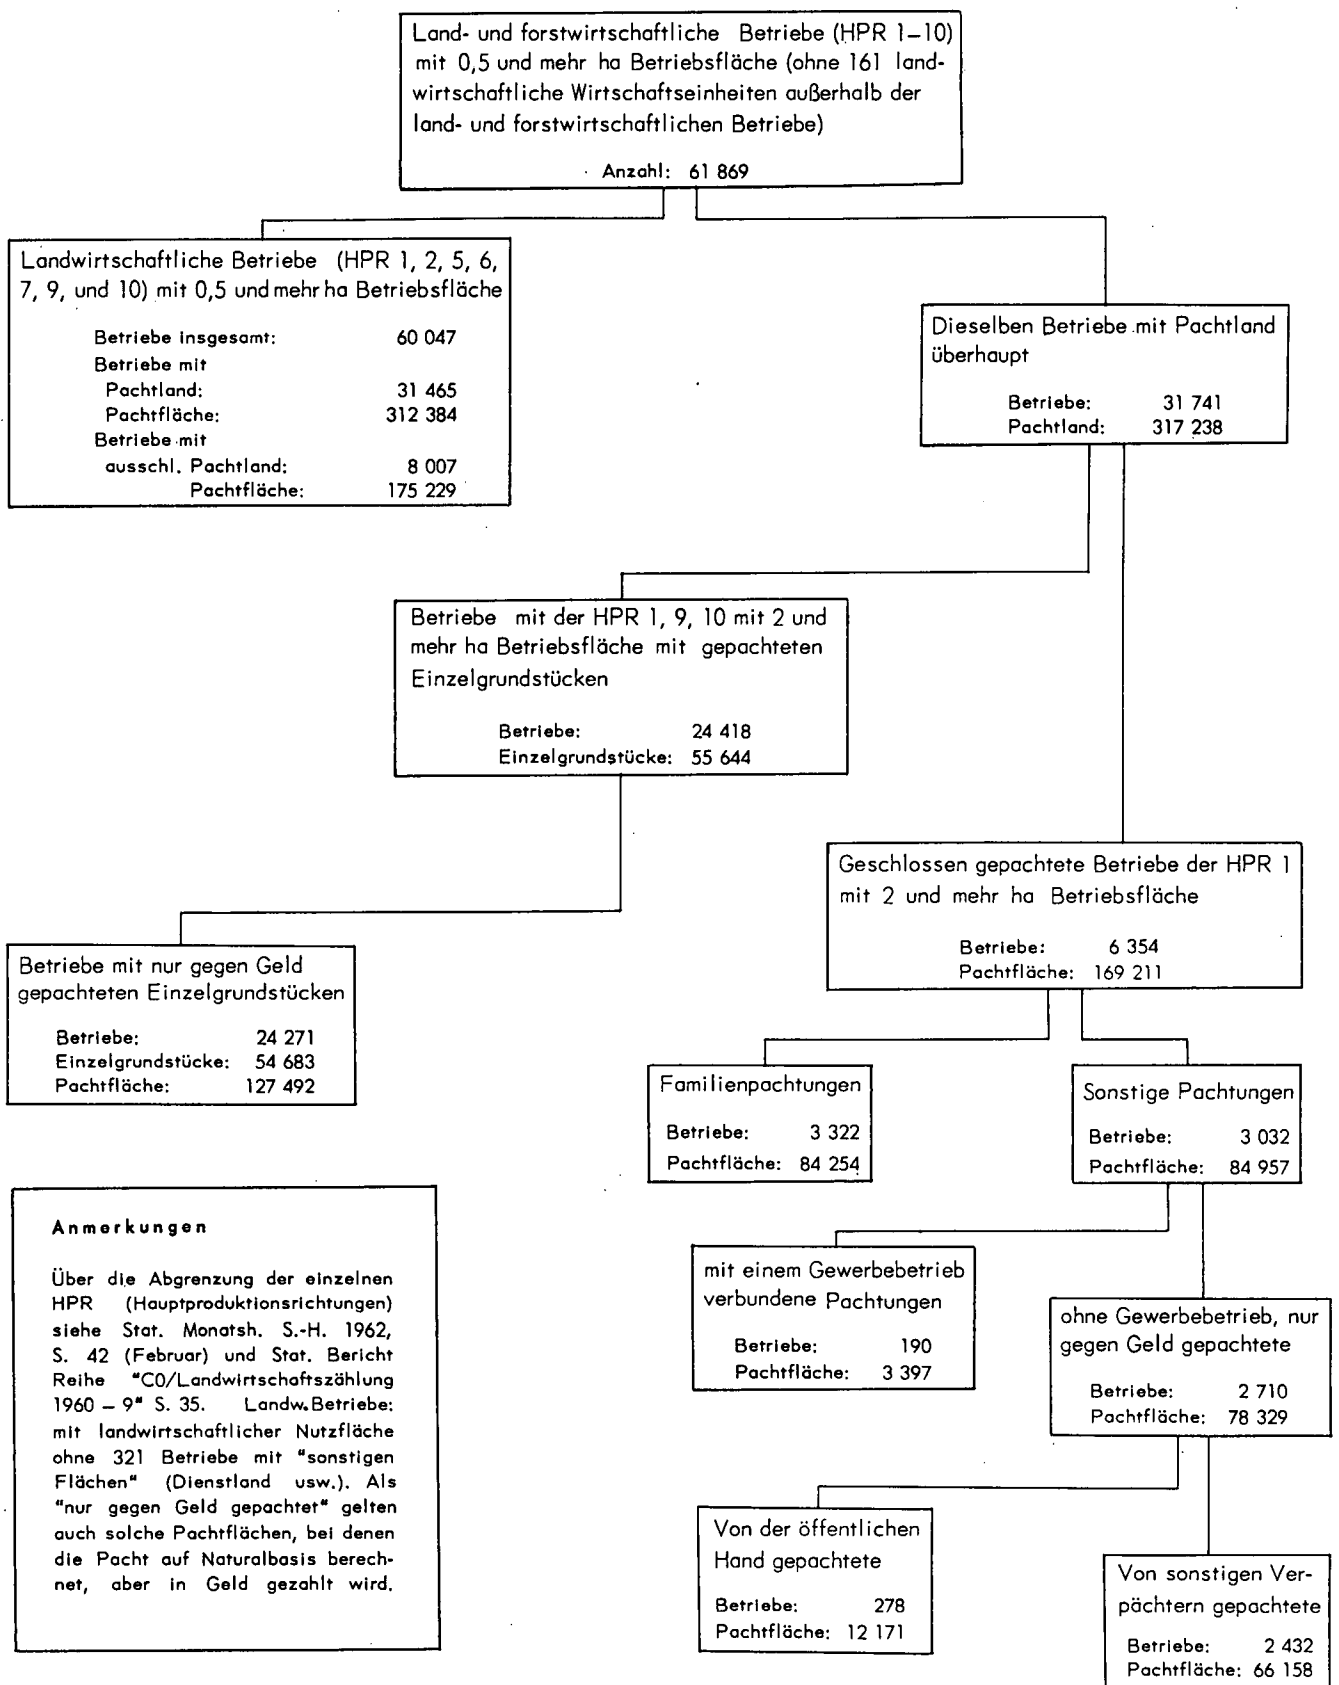 Land- und forstwirtschaftliche Betriebe (HPR 1–10)
mit 0,5 und mehr ha Betriebsfläche (ohne 161 land-
wirtschaftliche Wirtschaftseinheiten außerhalb der
land- und forstwirtschaftlichen Betriebe)
Anzahl: 61 869
Landwirtschaftliche Betriebe (HPR 1, 2, 5, 6,
7, 9, und 10) mit 0,5 und mehr ha Betriebsfläche
Betriebe insgesamt: 60 047
Betriebe mit
Pachtland: 31 465
Pachtfläche: 312 384
Betriebe mit
ausschl. Pachtland: 8 007
Pachtfläche: 175 229
Dieselben Betriebe mit Pachtland
überhaupt
Betriebe: 31 741
Pachtland: 317 238
Betriebe mit der HPR 1, 9, 10 mit 2 und
mehr ha Betriebsfläche mit gepachteten
Einzelgrundstücken
Betriebe: 24 418
Einzelgrundstücke: 55 644
Geschlossen gepachtete Betriebe der HPR 1
mit 2 und mehr ha Betriebsfläche
Betriebe: 6 354
Pachtfläche: 169 211
Betriebe mit nur gegen Geld
gepachteten Einzelgrundstücken
Betriebe: 24 271
Einzelgrundstücke: 54 683
Pachtfläche: 127 492
Familienpachtungen
Betriebe: 3 322
Pachtfläche: 84 254
Sonstige Pachtungen
Betriebe: 3 032
Pachtfläche: 84 957
mit einem Gewerbebetrieb
verbundene Pachtungen
Betriebe: 190
Pachtfläche: 3 397
ohne Gewerbebetrieb, nur
gegen Geld gepachtete
Betriebe: 2 710
Pachtfläche: 78 329
Von der öffentlichen
Hand gepachtete
Betriebe: 278
Pachtfläche: 12 171
Von sonstigen Ver-
pächtern gepachtete
Betriebe: 2 432
Pachtfläche: 66 158
Anmerkungen
Über die Abgrenzung der einzelnen
HPR (Hauptproduktionsrichtungen)
siehe Stat. Monatsh. S.-H. 1962,
S. 42 (Februar) und Stat. Bericht
Reihe "C0/Landwirtschaftszählung
1960 – 9" S. 35. Landw. Betriebe:
mit landwirtschaftlicher Nutzfläche
ohne 321 Betriebe mit "sonstigen
Flächen" (Dienstland usw.). Als
"nur gegen Geld gepachtet" gelten
auch solche Pachtflächen, bei denen
die Pacht auf Naturalbasis berech-
net, aber in Geld gezahlt wird.